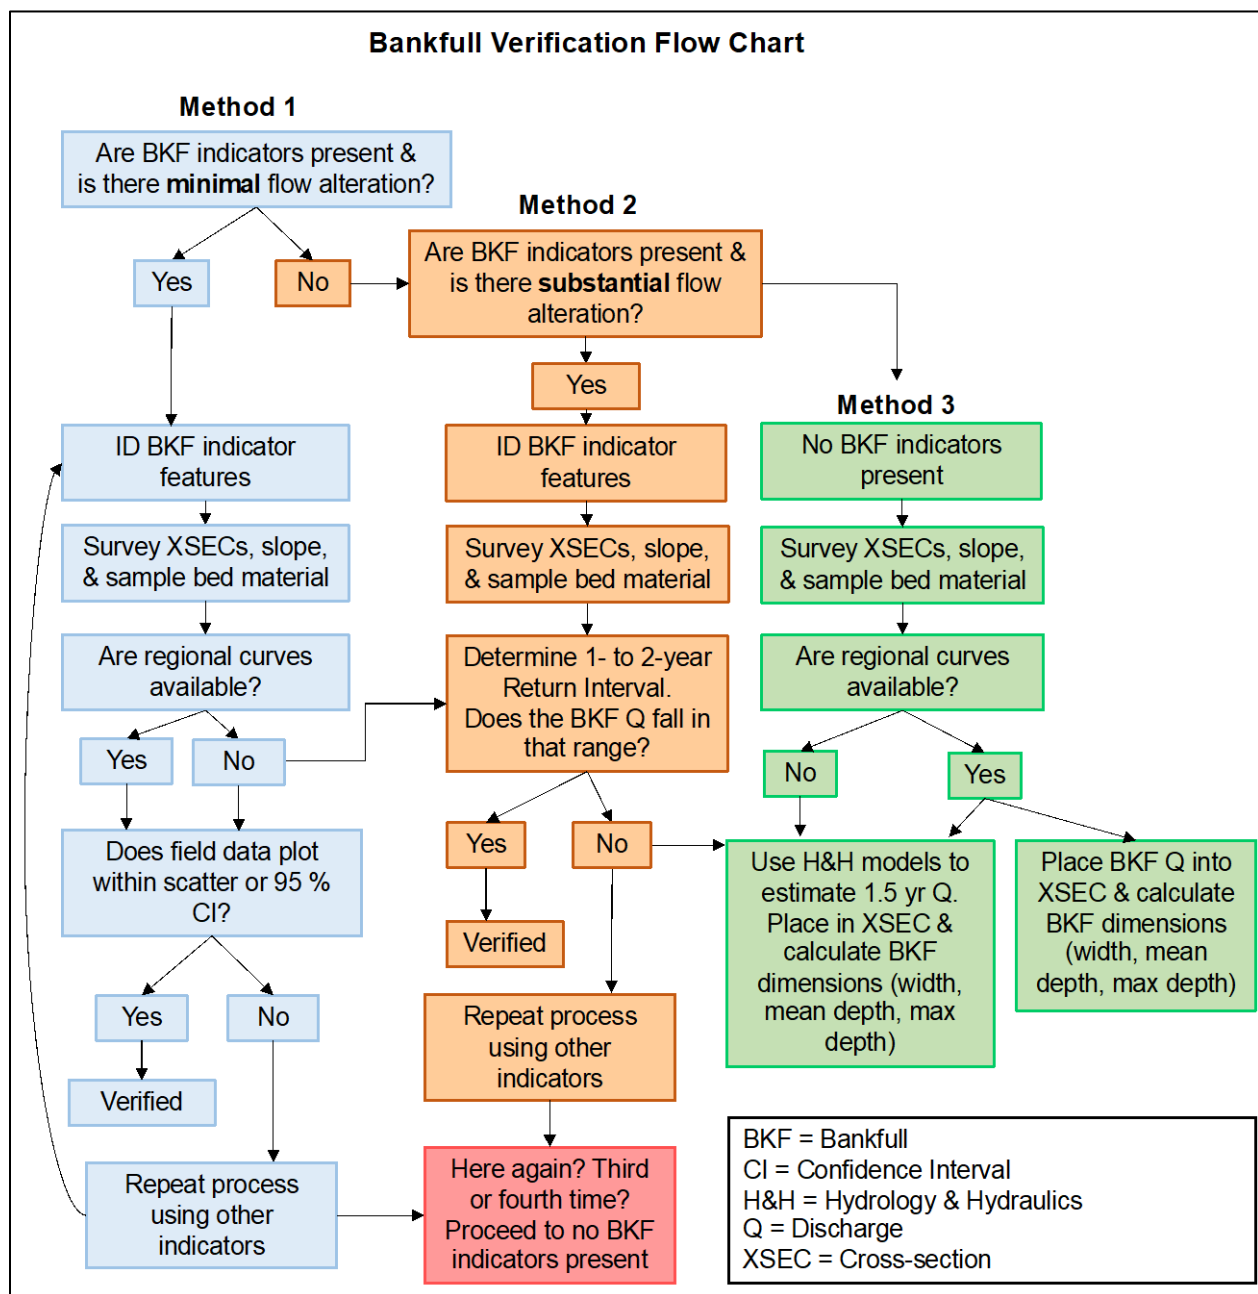 Bankfull Verification Flow Chart
Method 1
Are BKF indicators present &
is there minimal flow alteration?
Yes
No
Method 2
Are BKF indicators present &
is there substantial flow
alteration?
Yes
Method 3
ID BKF indicator
features
Survey XSECs, slope,
& sample bed material
Are regional curves
available?
Yes
No
Does field data plot
within scatter or 95 %
CI?
Yes
No
Verified
Repeat process
using other
indicators
ID BKF indicator
features
Survey XSECs, slope,
& sample bed material
Determine 1- to 2-year
Return Interval.
Does the BKF Q fall in
that range?
Yes
No
Verified
Repeat process
using other
indicators
Here again? Third
or fourth time?
Proceed to no BKF
indicators present
No BKF indicators
present
Survey XSECs, slope,
& sample bed material
Are regional curves
available?
No
Yes
Use H&H models to
estimate 1.5 yr Q.
Place in XSEC &
calculate BKF
dimensions (width,
mean depth, max
depth)
Place BKF Q into
XSEC & calculate
BKF dimensions
(width, mean
depth, max depth)
BKF = Bankfull
CI = Confidence Interval
H&H = Hydrology & Hydraulics
Q = Discharge
XSEC = Cross-section